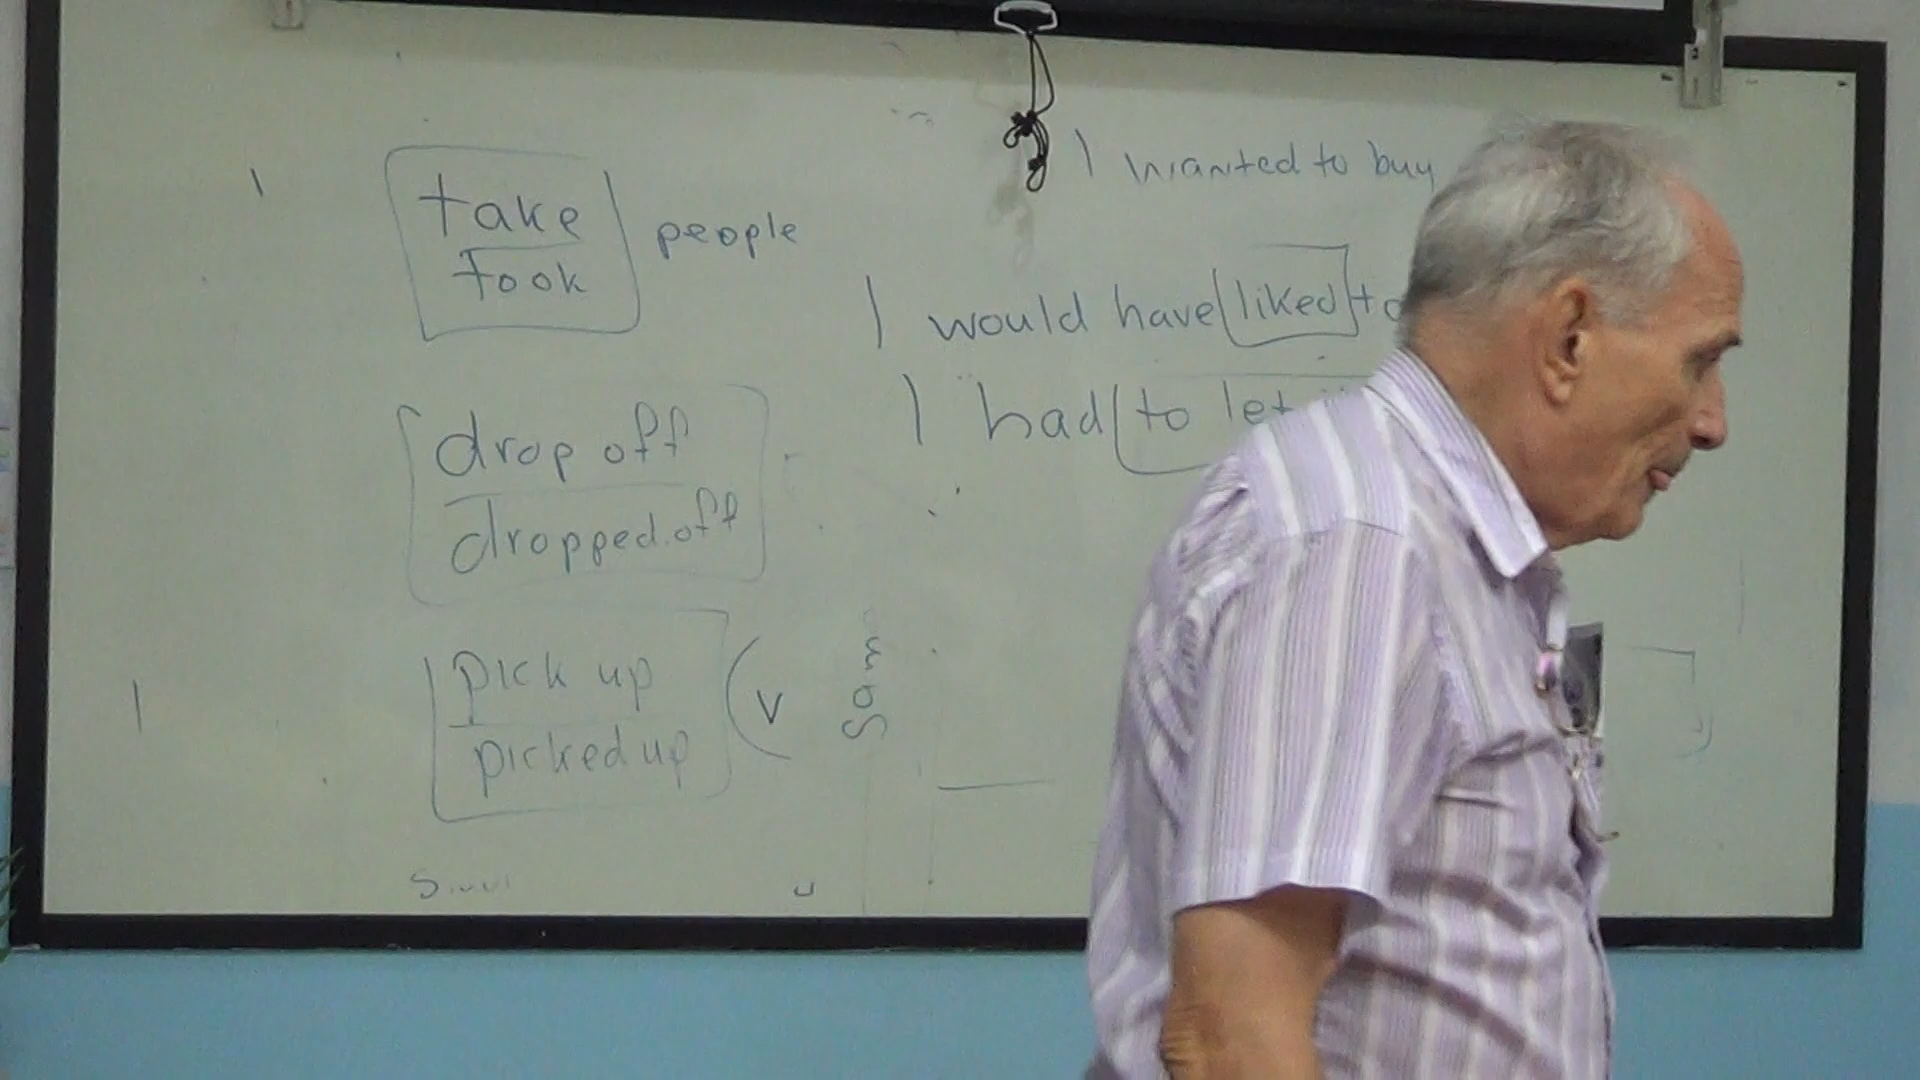 take
took
people
drop off
dropped off
pick up
picked up
V
Sam
I wanted to buy
I would have liked to
I had to let